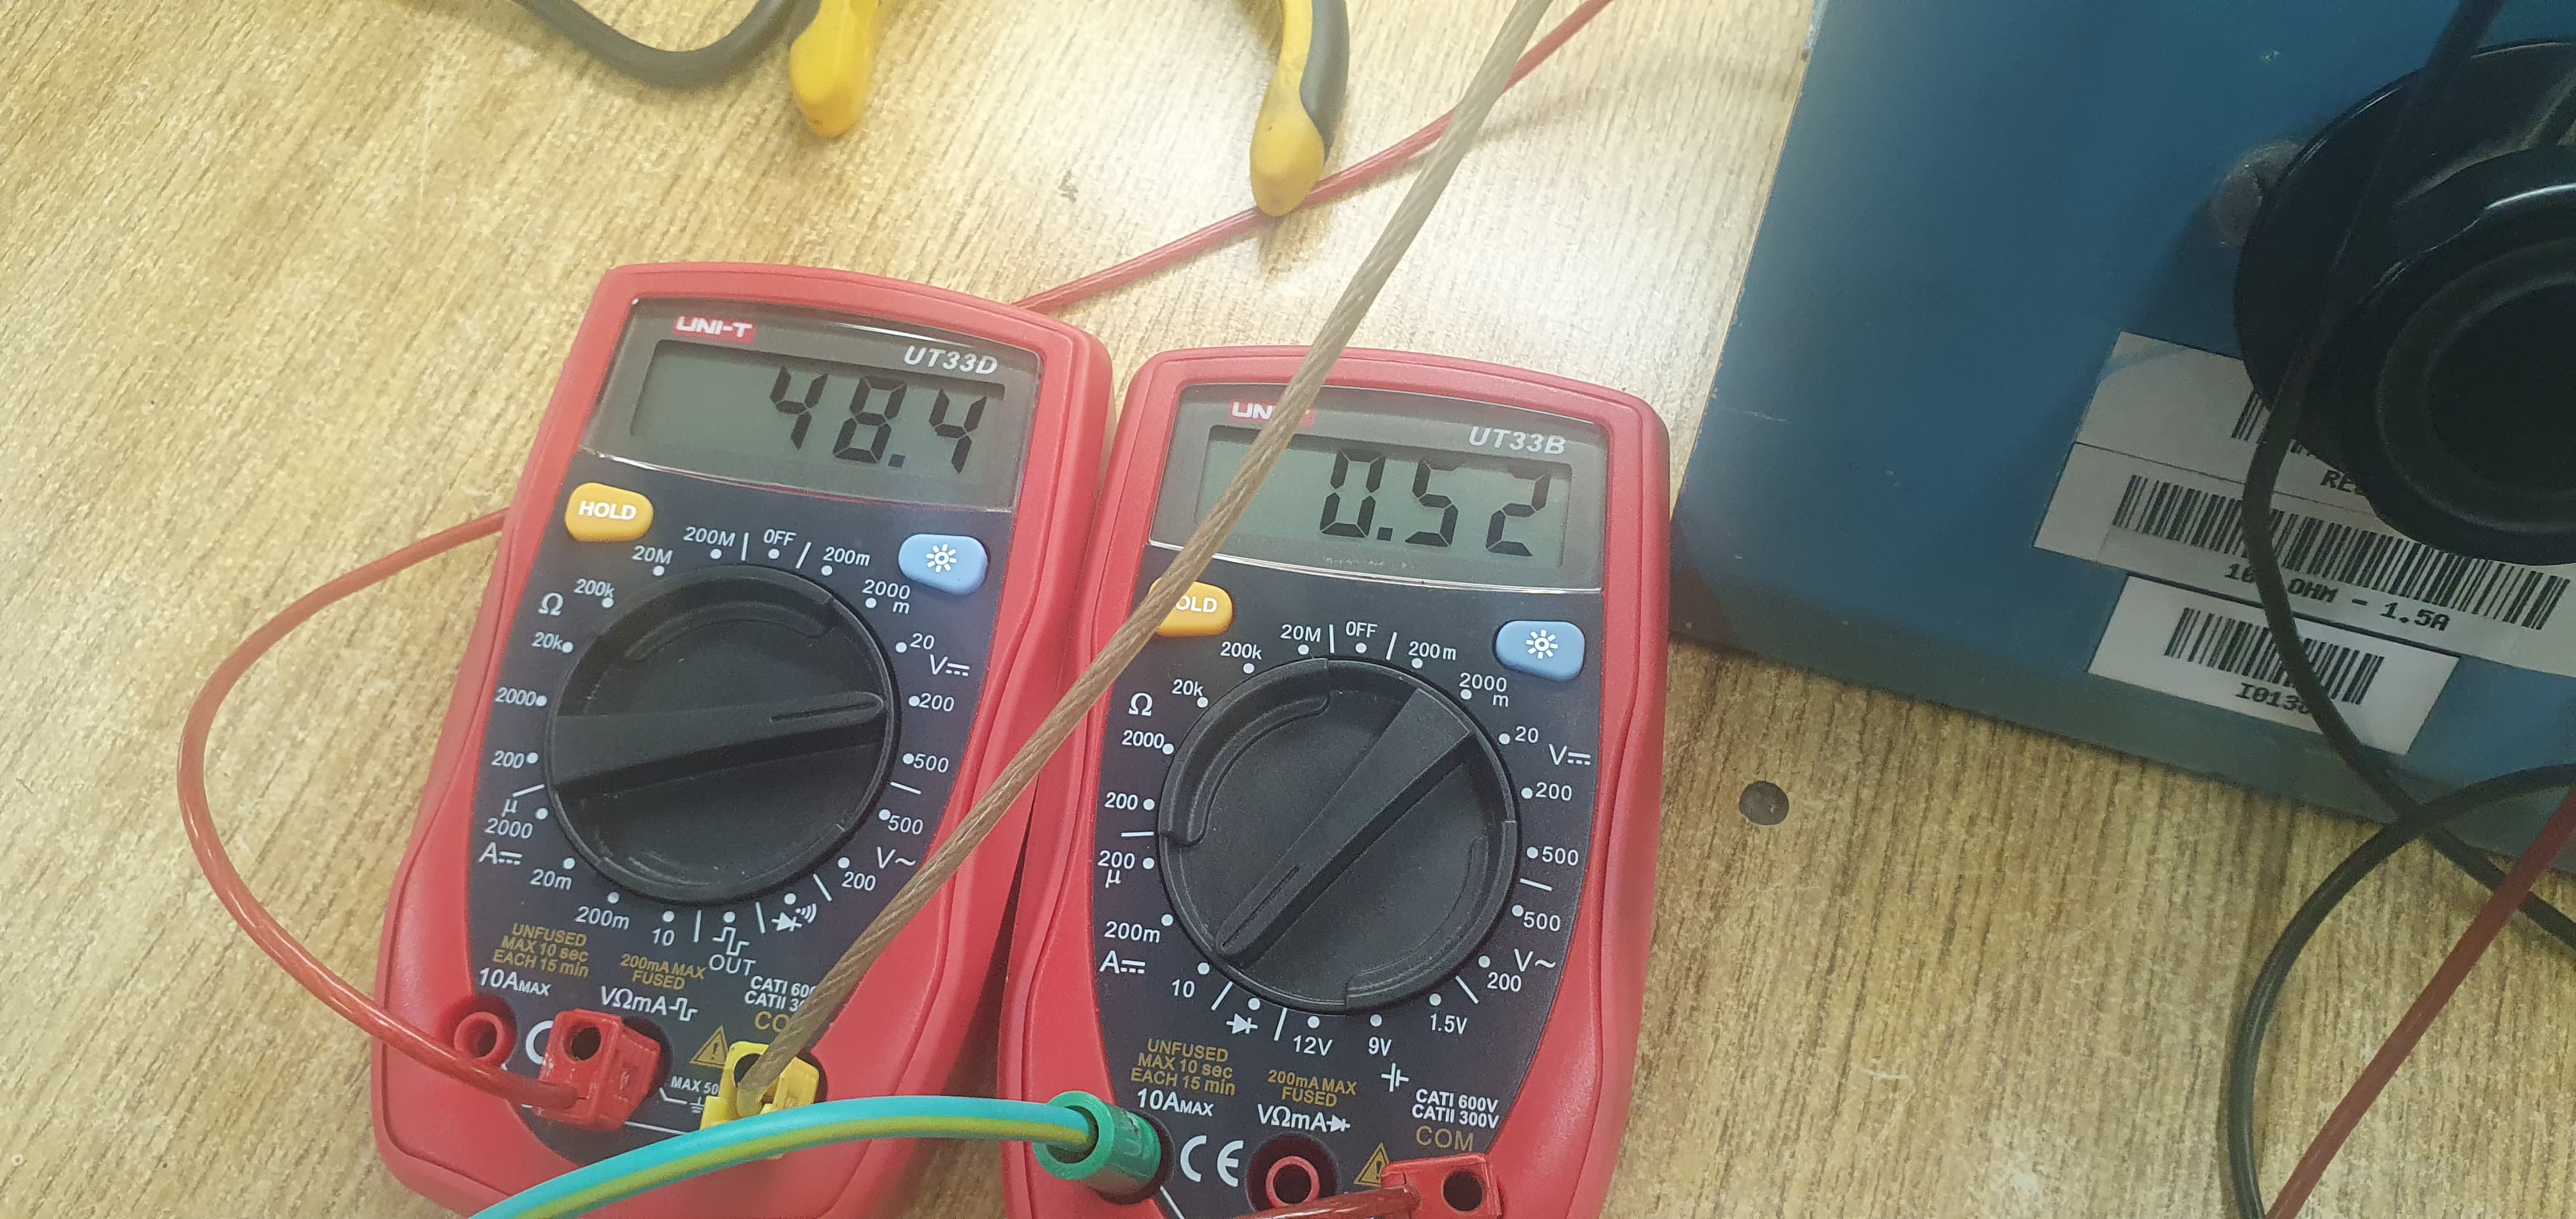 UNI-T
UT33D
48.4
HOLD
200M
OFF
200m
20M
2000
m
200k
Ω
20
V⎓
20k
2000
200
200
500
μ
2000
500
A⎓
V~
20m
200
200m
10
OUT
UNFUSED
MAX 10 sec
EACH 15 min
200mA MAX
FUSED
10AMAX
VΩmA
CATI
CATII
MAX
UT33B
0.52
20M
OFF
200m
200k
2000
m
20k
Ω
20
V⎓
2000
200
200
500
200
μ
500
200m
A⎓
V~
200
10
1.5V
12V
9V
UNFUSED
MAX 10 sec
EACH 15 min
200mA MAX
FUSED
10AMAX
VΩmA
CATI 600V
CATII 300V
COM
CE
OHM - 1.5A